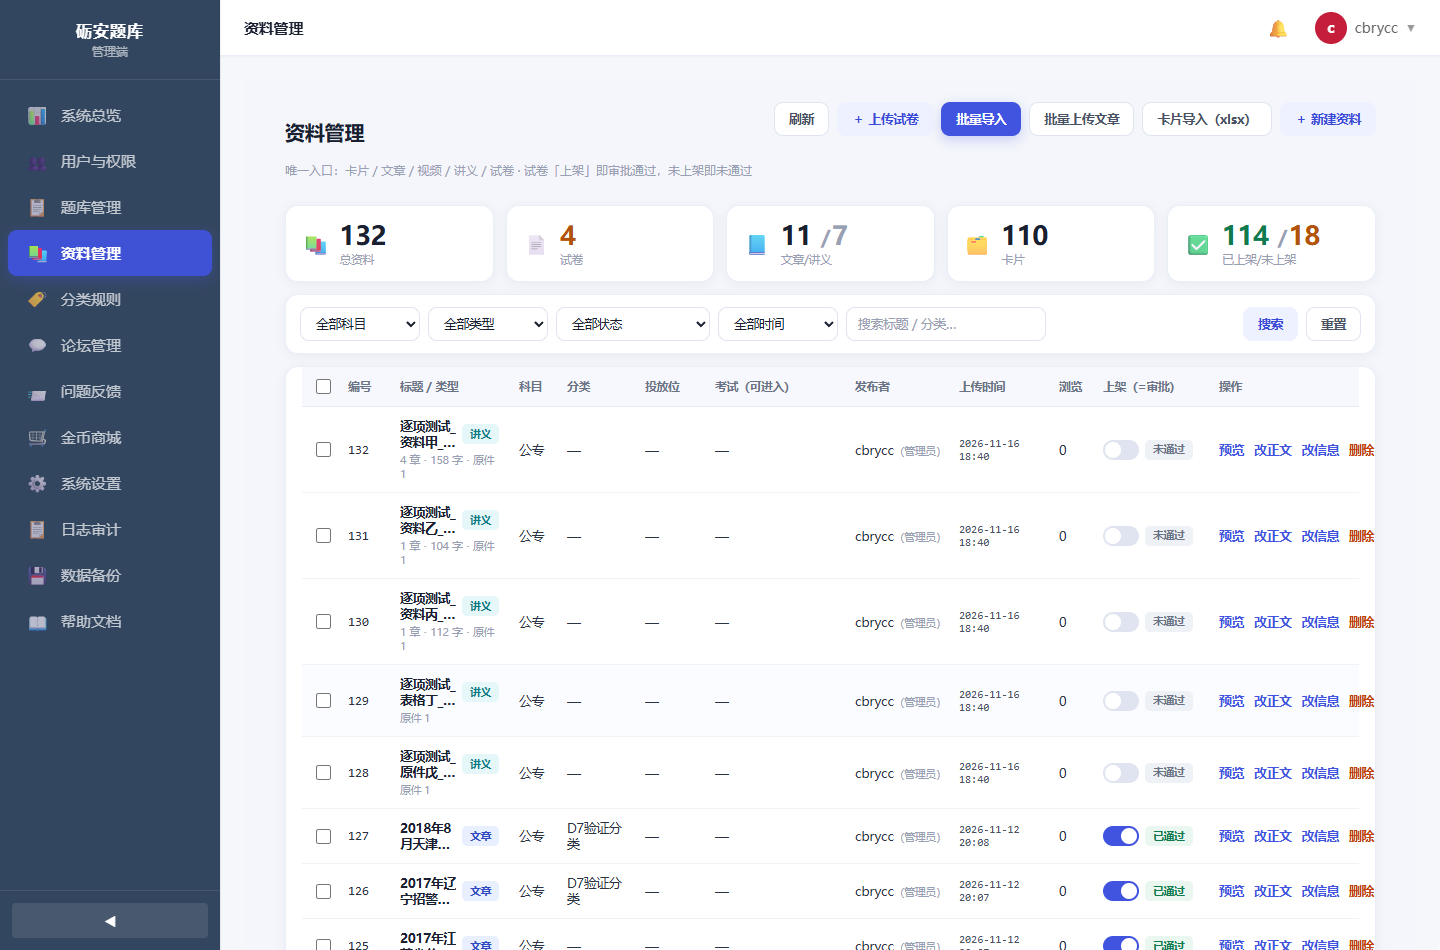 砺安题库
管理端
系统总览
用户与权限
题库管理
资料管理
分类规则
论坛管理
问题反馈
金币商城
系统设置
日志审计
数据备份
帮助文档
◀
资料管理
c cbrycc ▼
资料管理
刷新 + 上传试卷 批量导入 批量上传文章 卡片导入（xlsx） + 新建资料
唯一入口：卡片 / 文章 / 视频 / 讲义 / 试卷 · 试卷「上架」即审批通过，未上架即未通过
132
总资料
4
试卷
11 /7
文章/讲义
110
卡片
114 /18
已上架/未上架
全部科目 全部类型 全部状态 全部时间 搜索标题 / 分类... 搜索 重置
编号 标题 / 类型 科目 分类 投放位 考试（可进入） 发布者 上传时间 浏览 上架（=审批） 操作
132 逐项测试_资料甲_... 讲义 公专 — — — cbrycc（管理员） 2026-11-16 18:40 0 未通过 预览 改正文 改信息 删除
4 章 · 158 字 · 原件 1
131 逐项测试_资料乙_... 讲义 公专 — — — cbrycc（管理员） 2026-11-16 18:40 0 未通过 预览 改正文 改信息 删除
1 章 · 104 字 · 原件 1
130 逐项测试_资料丙_... 讲义 公专 — — — cbrycc（管理员） 2026-11-16 18:40 0 未通过 预览 改正文 改信息 删除
1 章 · 112 字 · 原件 1
129 逐项测试_表格丁_... 讲义 公专 — — — cbrycc（管理员） 2026-11-16 18:40 0 未通过 预览 改正文 改信息 删除
原件 1
128 逐项测试_原件戊_... 讲义 公专 — — — cbrycc（管理员） 2026-11-16 18:40 0 未通过 预览 改正文 改信息 删除
原件 1
127 2018年8月天津... 文章 公专 D7验证分类 — — cbrycc（管理员） 2026-11-12 20:08 0 已通过 预览 改正文 改信息 删除
126 2017年辽宁招警... 文章 公专 D7验证分类 — — cbrycc（管理员） 2026-11-12 20:07 0 已通过 预览 改正文 改信息 删除
125 2017年江 文章 公专 — — cbrycc（管理员） 2026-11-12 0 已通过 预览 改正文 改信息 删除